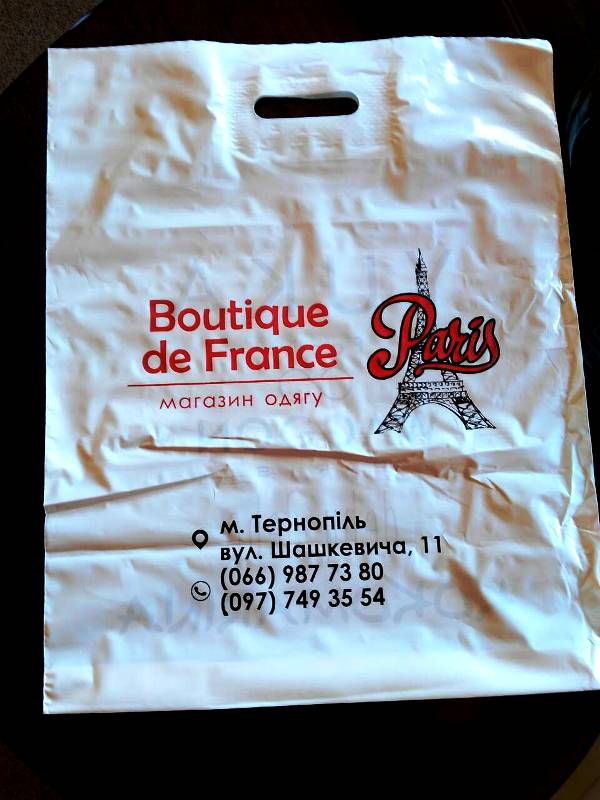 Boutique
de France
магазин одягу
Paris
м. Тернопіль
вул. Шашкевича, 11
(066) 987 73 80
(097) 749 35 54